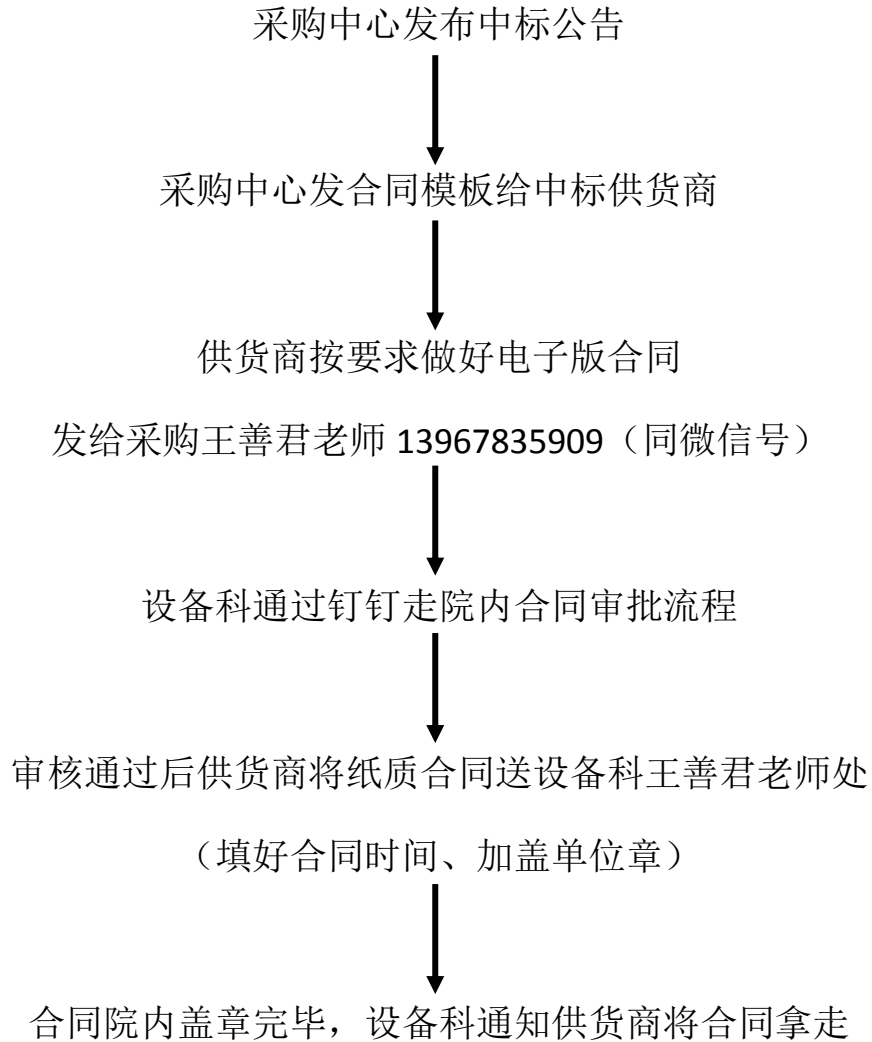 采购中心发布中标公告
采购中心发合同模板给中标供货商
供货商按要求做好电子版合同
发给采购王善君老师 13967835909（同微信号）
设备科通过钉钉走院内合同审批流程
审核通过后供货商将纸质合同送设备科王善君老师处
（填好合同时间、加盖单位章）
合同院内盖章完毕，设备科通知供货商将合同拿走